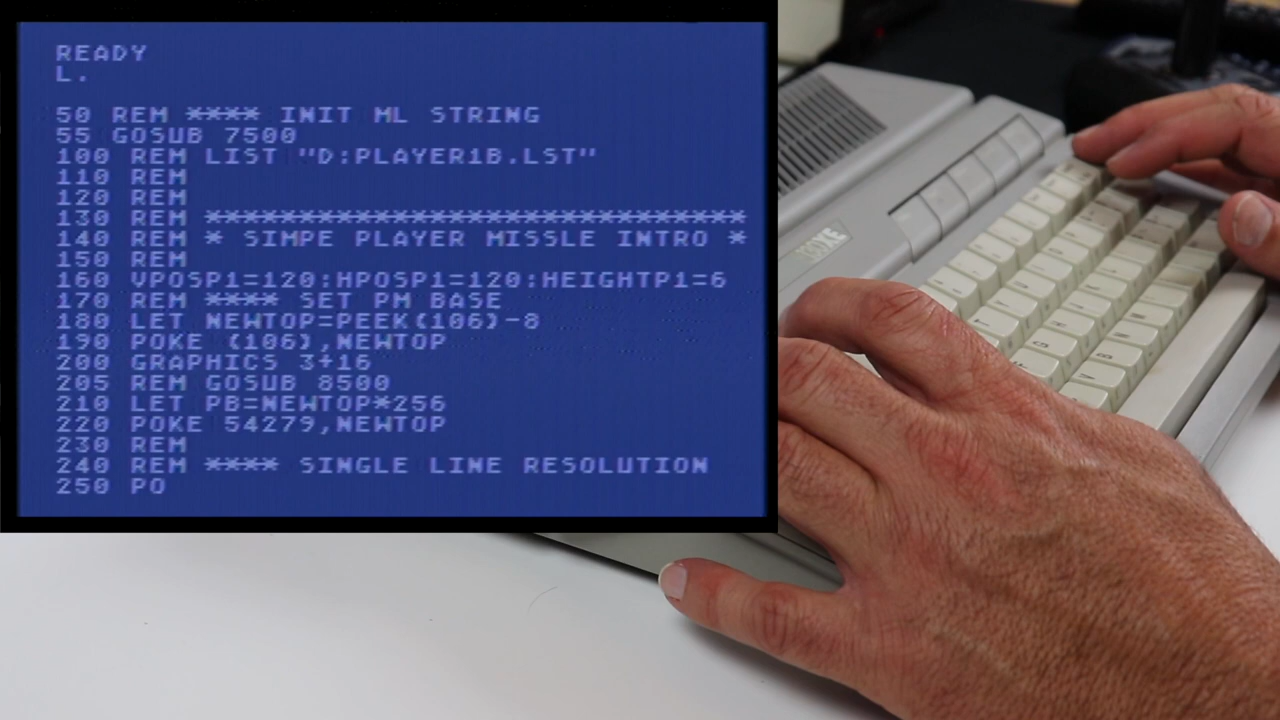 READY
L.
50 REM **** INIT ML STRING
55 GOSUB 7500
100 REM LIST "D:PLAYER1B.LST"
110 REM
120 REM
130 REM *****************************
140 REM * SIMPE PLAYER MISSLE INTRO *
150 REM
160 VPOSP1=120:HPOSP1=120:HEIGHTP1=6
170 REM **** SET PM BASE
180 LET NEWTOP=PEEK(106)-8
190 POKE (106),NEWTOP
200 GRAPHICS 3+16
205 REM GOSUB 8500
210 LET PB=NEWTOP*256
220 POKE 54279,NEWTOP
230 REM
240 REM **** SINGLE LINE RESOLUTION
250 PO